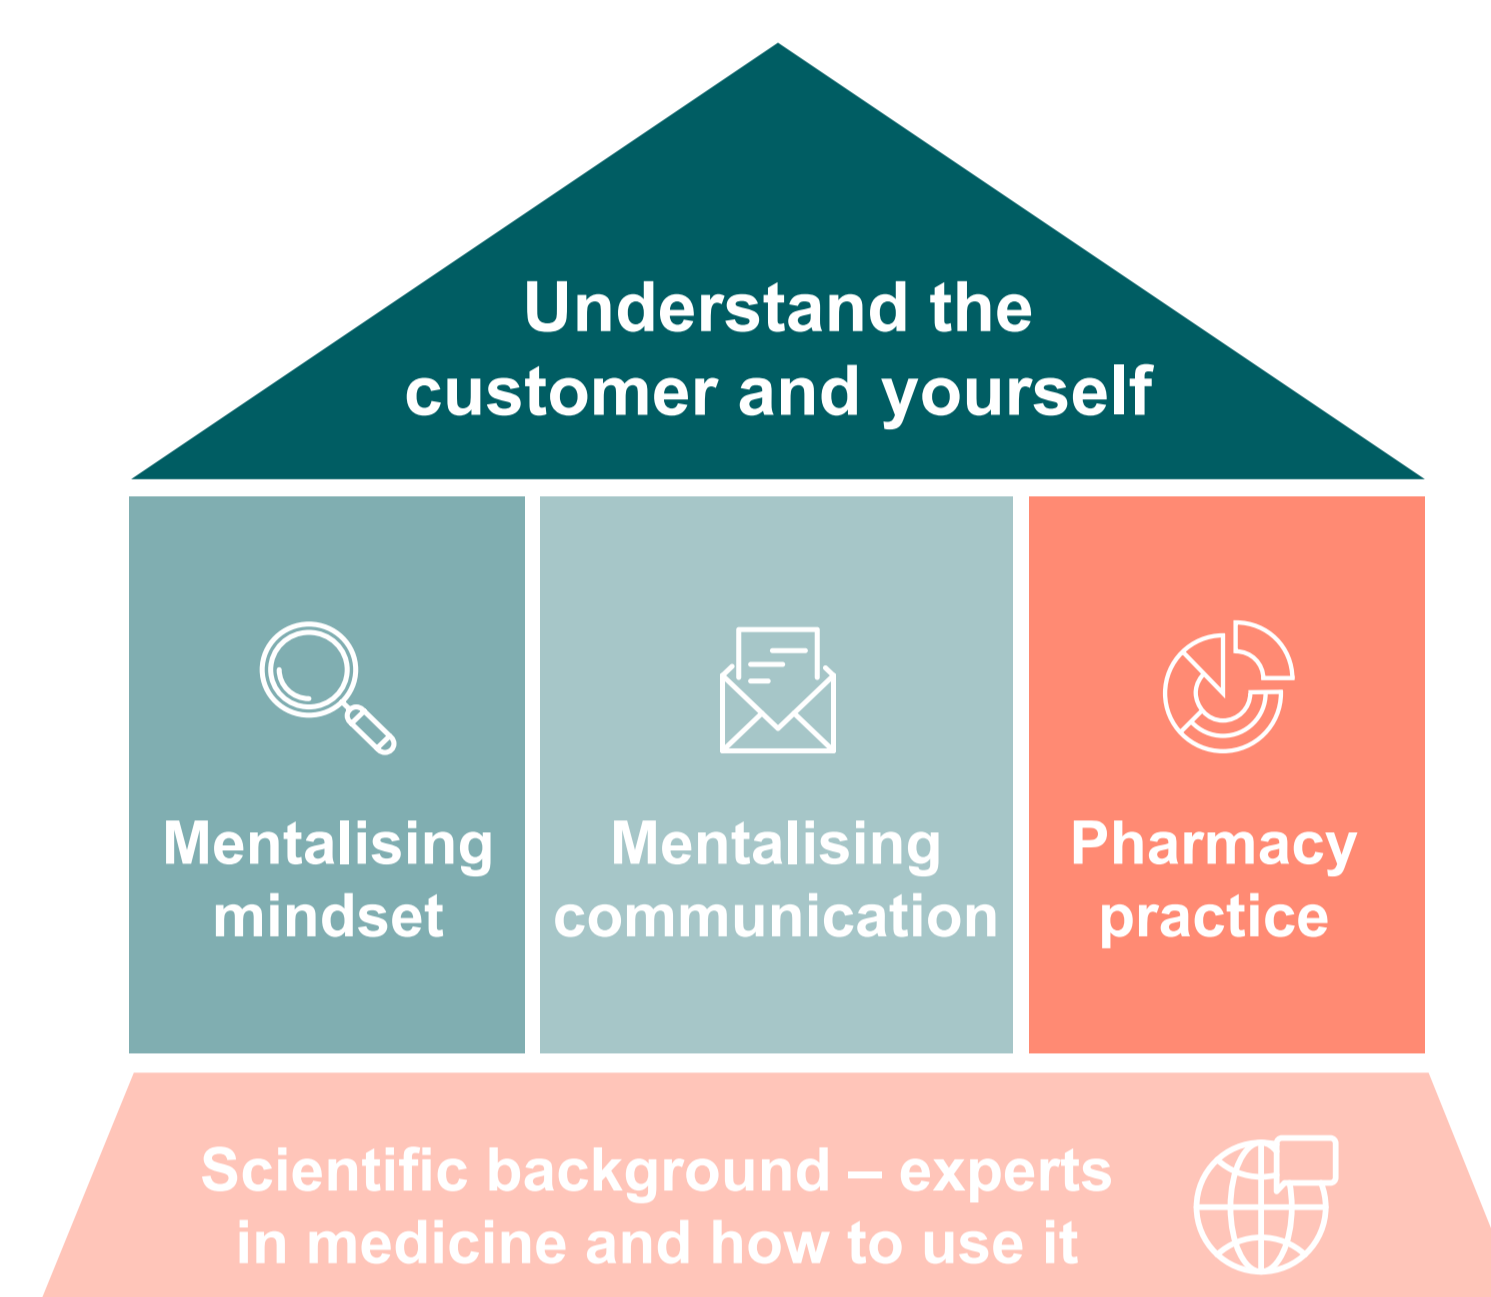 Understand the
customer and yourself
Mentalising
mindset
Mentalising
communication
Pharmacy
practice
Scientific background – experts
in medicine and how to use it